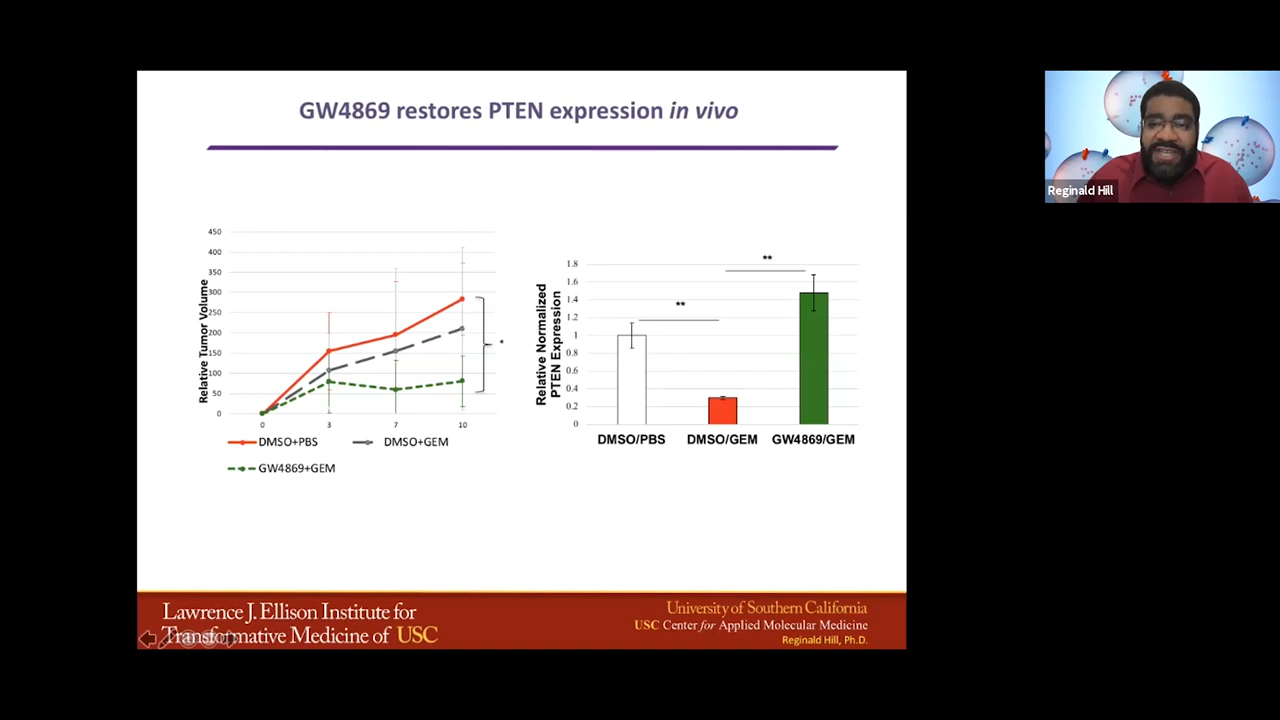 GW4869 restores PTEN expression in vivo
Reginald Hill
Relative Tumor Volume
450
400
350
300
250
200
150
100
50
0
0 3 7 10
*
DMSO+PBS DMSO+GEM
GW4869+GEM
Relative Normalized
PTEN Expression
1.8
1.6
1.4
1.2
1
0.8
0.6
0.4
0.2
0
**
**
DMSO/PBS DMSO/GEM GW4869/GEM
Lawrence J. Ellison Institute for
Transformative Medicine of USC
University of Southern California
USC Center for Applied Molecular Medicine
Reginald Hill, Ph.D.